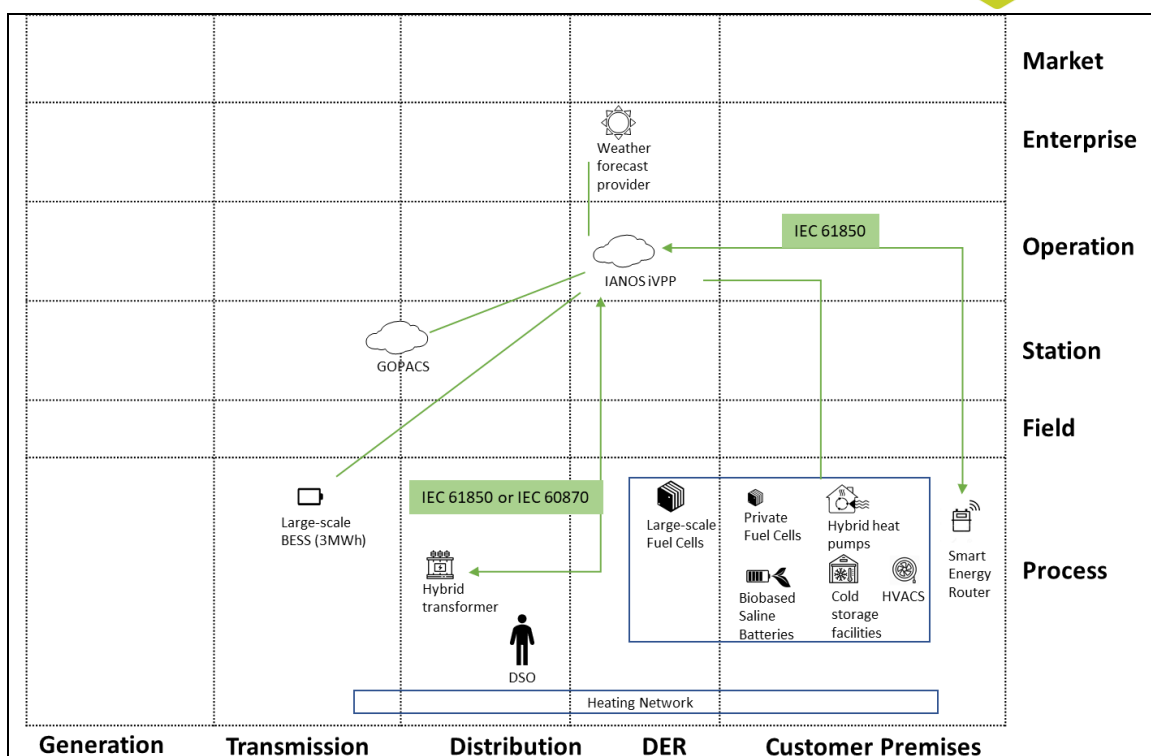 Market
Weather
forecast
provider
Enterprise
IEC 61850
Operation
IANOS iVPP
GOPACS
Station
Field
IEC 61850 or IEC 60870
Large-scale
BESS (3MWh)
Large-scale
Fuel Cells
Private
Fuel Cells
Hybrid heat
pumps
Smart
Energy
Router
Process
Hybrid
transformer
Biobased
Saline
Batteries
Cold
storage
facilities
HVACS
DSO
Heating Network
Generation
Transmission
Distribution
DER
Customer Premises